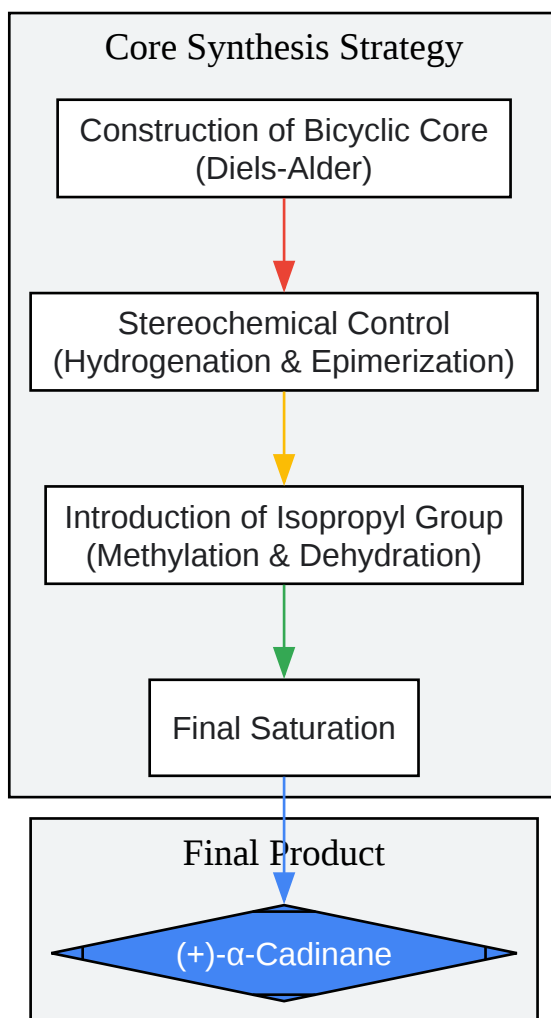 Core Synthesis Strategy
Construction of Bicyclic Core
(Diels-Alder)
Stereochemical Control
(Hydrogenation & Epimerization)
Introduction of Isopropyl Group
(Methylation & Dehydration)
Final Saturation
Final Product
(+)-α-Cadinane